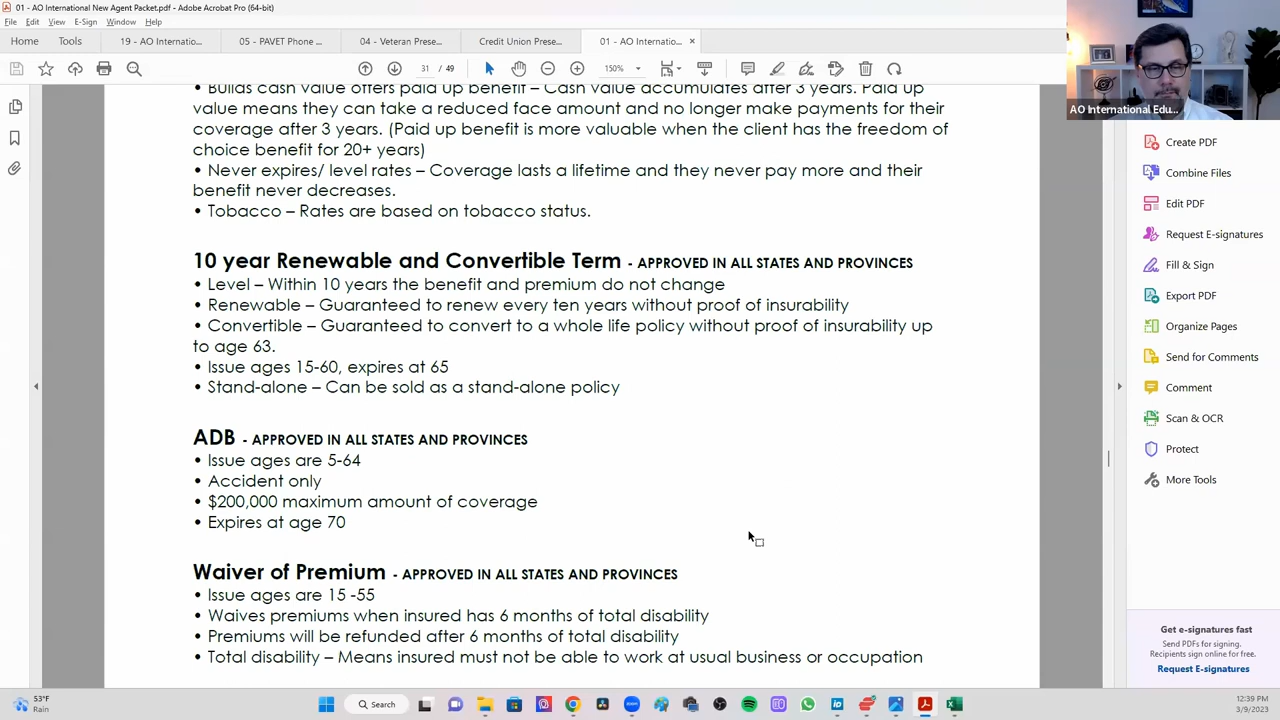 01 - AO International New Agent Packet.pdf - Adobe Acrobat Pro (64-bit)
File Edit View E-Sign Window Help
Home Tools 19 - AO Internatio... 05 - PAVET Phone ... 04 - Veteran Prese... Credit Union Prese... 01 - AO Internatio... ×
31 / 49 150%
AO International Edu...
• Builds cash value offers paid up benefit – Cash value accumulates after 3 years. Paid up
value means they can take a reduced face amount and no longer make payments for their
coverage after 3 years. (Paid up benefit is more valuable when the client has the freedom of
choice benefit for 20+ years)
• Never expires/ level rates – Coverage lasts a lifetime and they never pay more and their
benefit never decreases.
• Tobacco – Rates are based on tobacco status.
10 year Renewable and Convertible Term - APPROVED IN ALL STATES AND PROVINCES
• Level – Within 10 years the benefit and premium do not change
• Renewable – Guaranteed to renew every ten years without proof of insurability
• Convertible – Guaranteed to convert to a whole life policy without proof of insurability up
to age 63.
• Issue ages 15-60, expires at 65
• Stand-alone – Can be sold as a stand-alone policy
ADB - APPROVED IN ALL STATES AND PROVINCES
• Issue ages are 5-64
• Accident only
• $200,000 maximum amount of coverage
• Expires at age 70
Waiver of Premium - APPROVED IN ALL STATES AND PROVINCES
• Issue ages are 15 -55
• Waives premiums when insured has 6 months of total disability
• Premiums will be refunded after 6 months of total disability
• Total disability – Means insured must not be able to work at usual business or occupation
Create PDF
Combine Files
Edit PDF
Request E-signatures
Fill & Sign
Export PDF
Organize Pages
Send for Comments
Comment
Scan & OCR
Protect
More Tools
Get e-signatures fast
Send PDFs for signing.
Recipients sign online for free.
Request E-signatures
53°F
Rain
Search
12:39 PM
3/9/2023